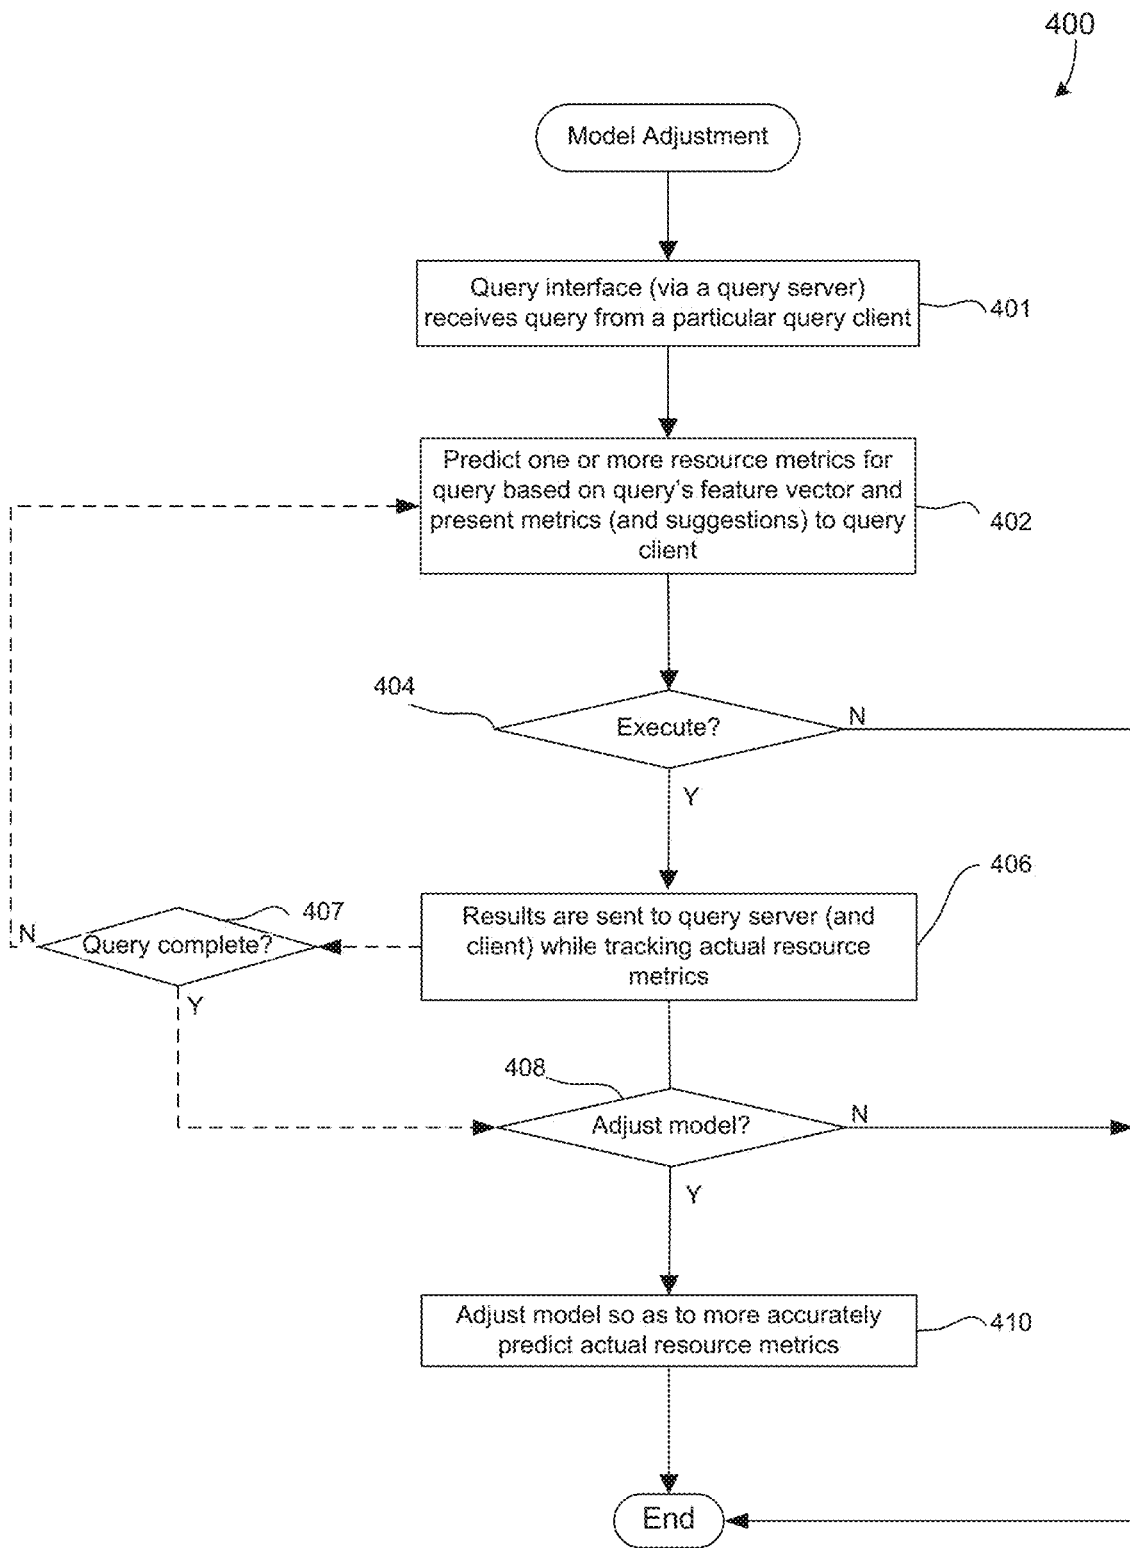 400
Model Adjustment
Query interface (via a query server)
receives query from a particular query client
401
Predict one or more resource metrics for
query based on query's feature vector and
present metrics (and suggestions) to query
client
402
404
Execute?
N
Y
406
Results are sent to query server (and
client) while tracking actual resource
metrics
407
Query complete?
N
Y
408
Adjust model?
N
Y
Adjust model so as to more accurately
predict actual resource metrics
410
End